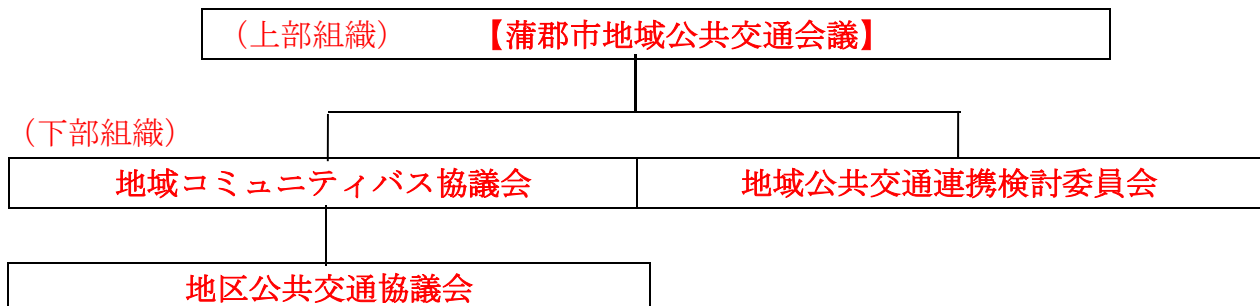 （上部組織）　【蒲郡市地域公共交通会議】
（下部組織）
地域コミュニティバス協議会
地域公共交通連携検討委員会
地区公共交通協議会